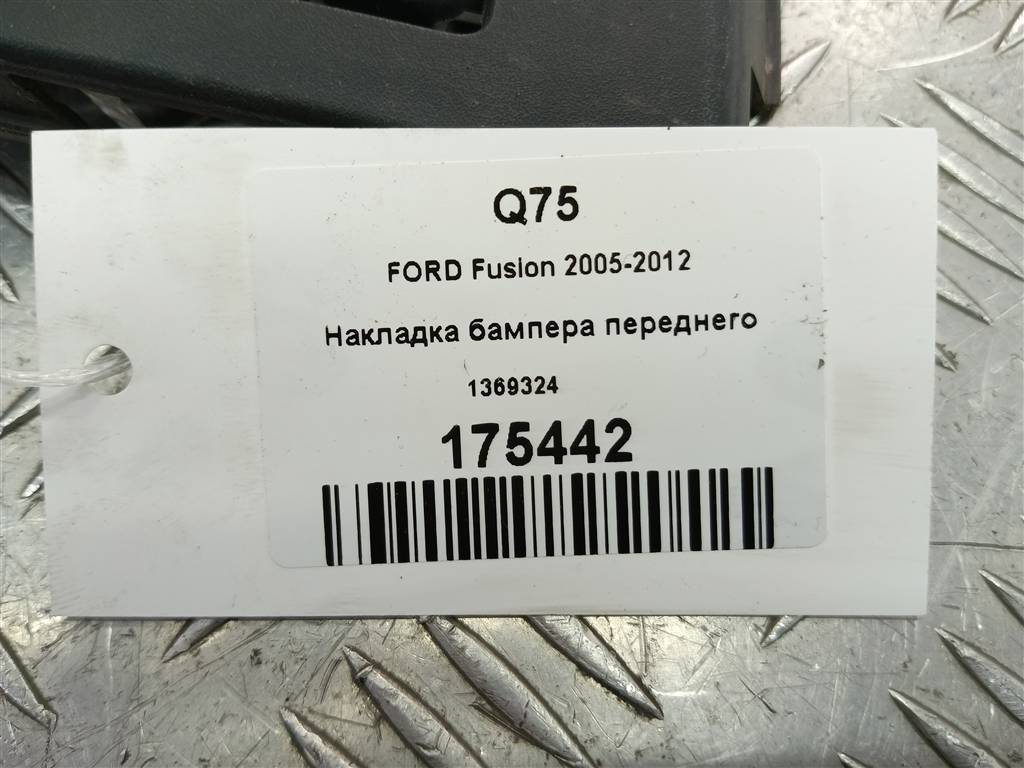 Q75
FORD Fusion 2005-2012
Накладка бампера переднего
1369324
175442